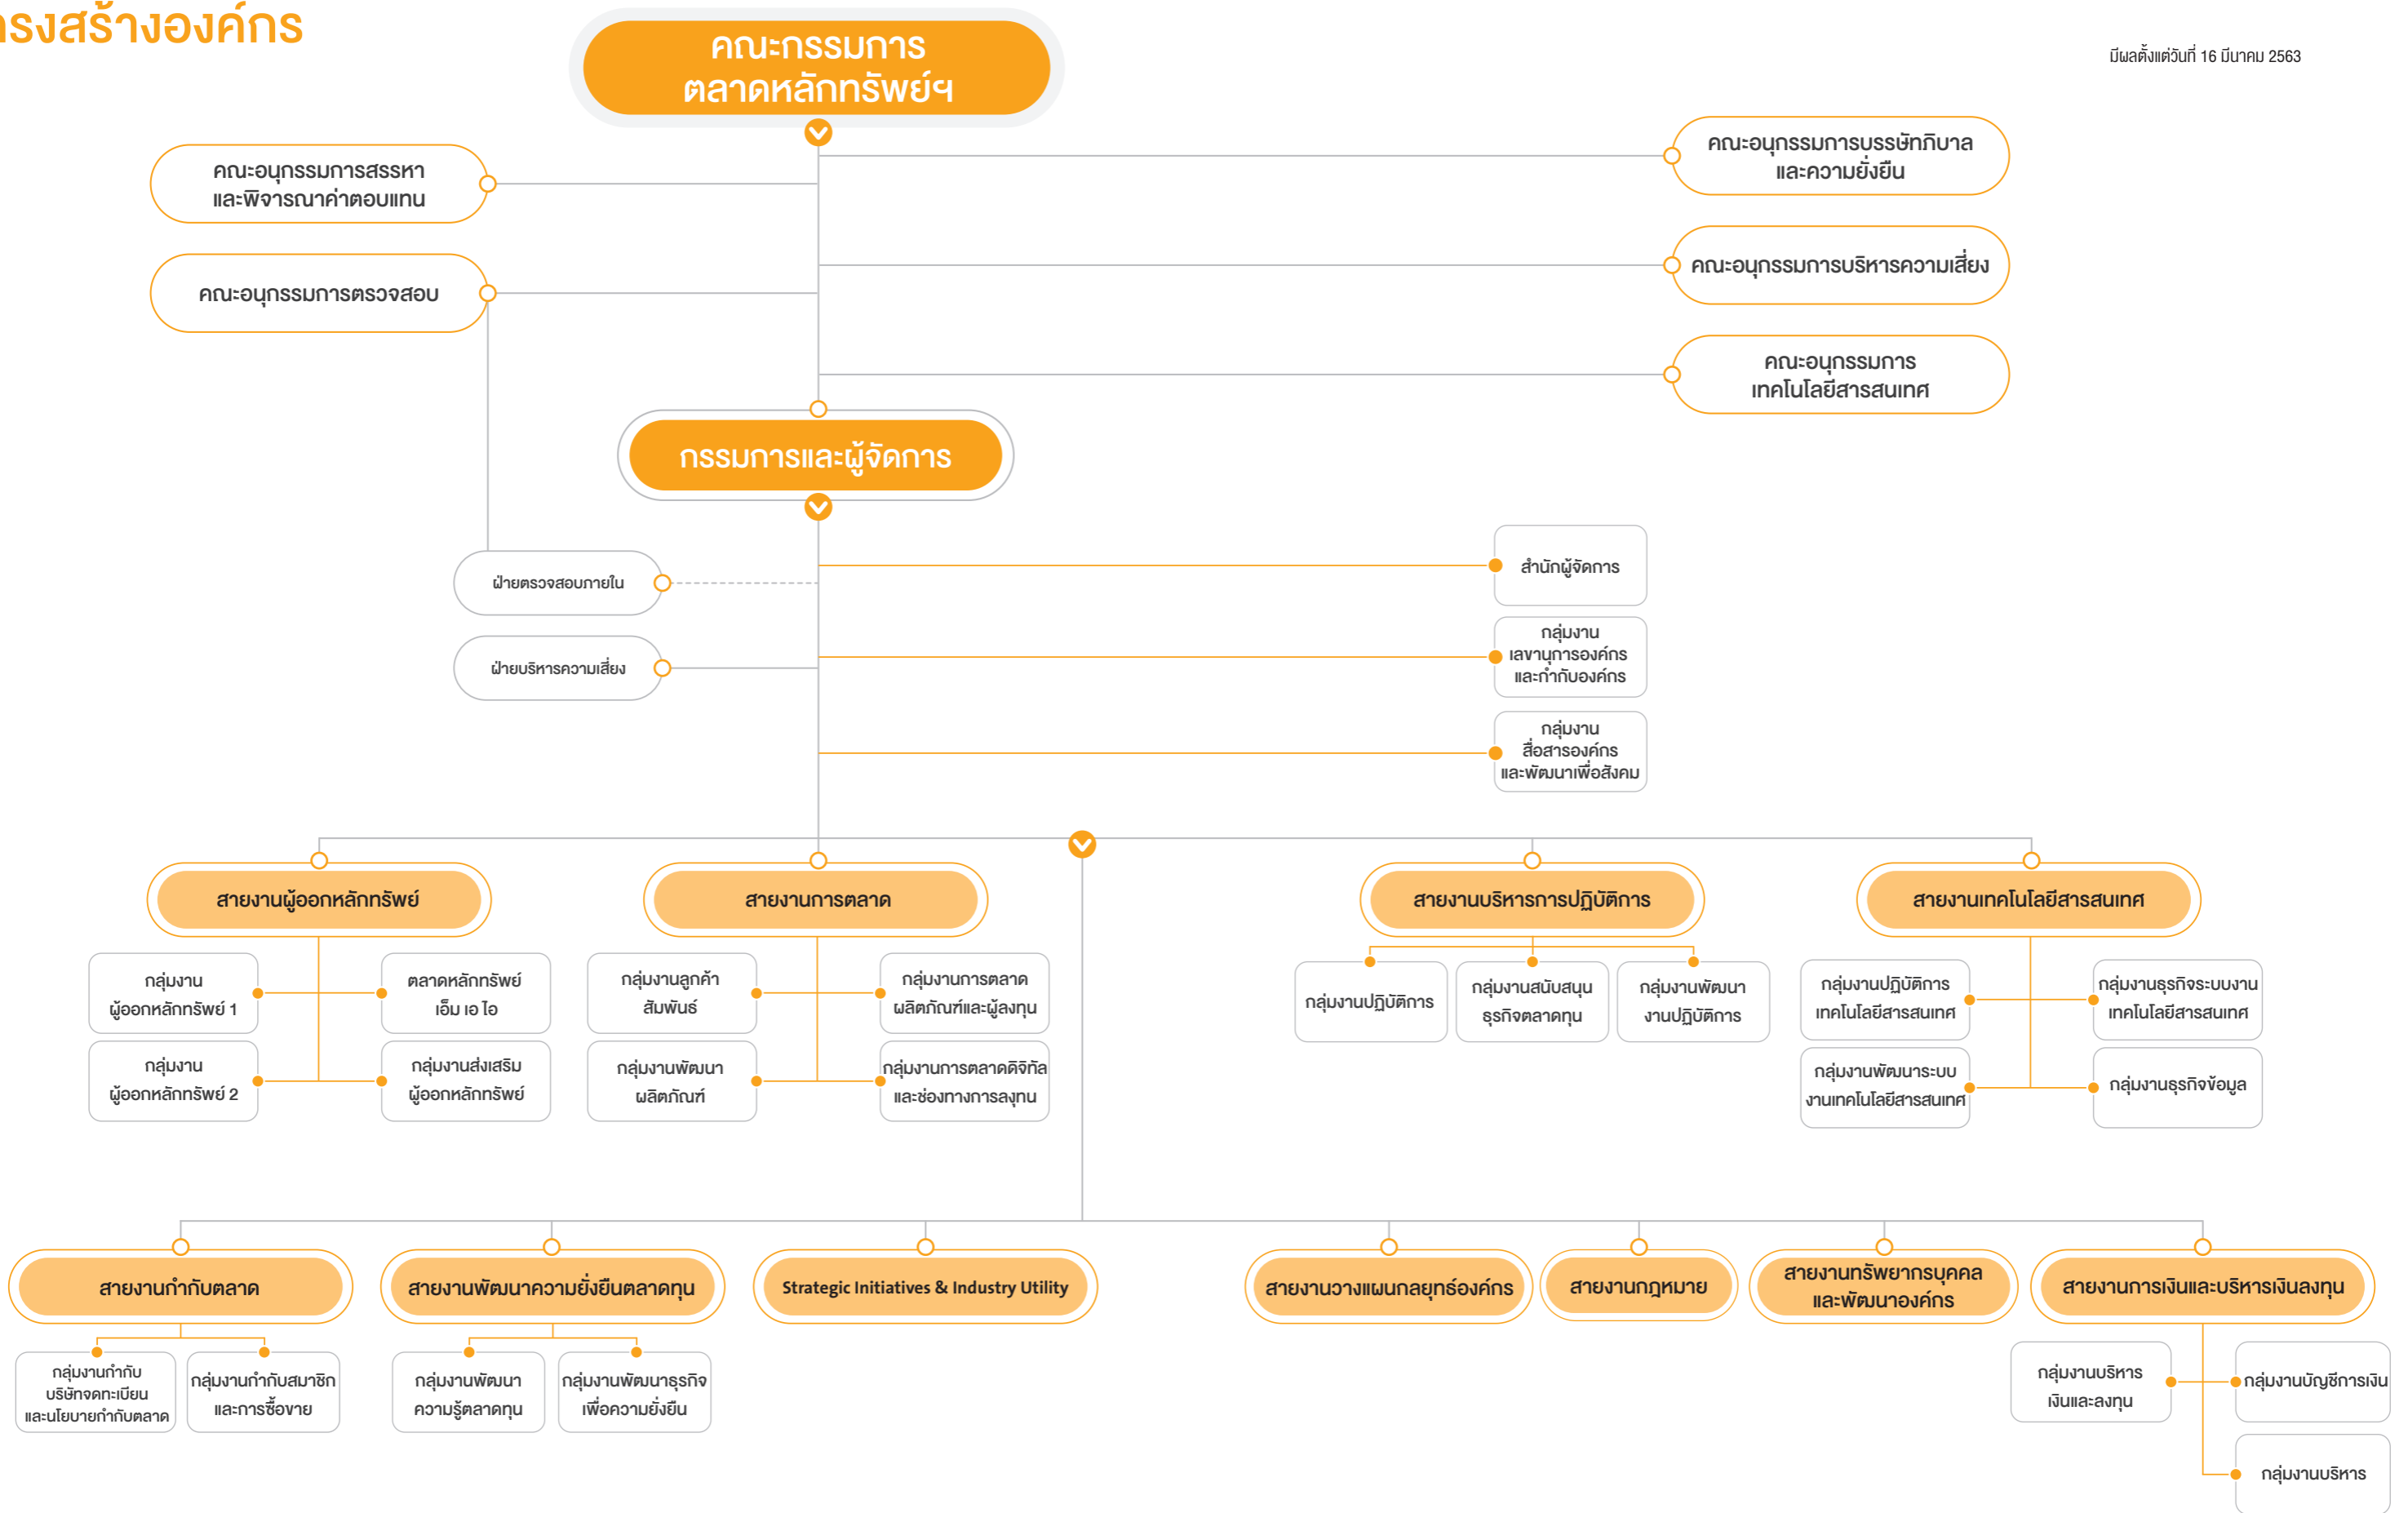 รงสร้างองค์กร
มีผลตั้งแต่วันที่ 16 มีนาคม 2563
คณะกรรมการ
ตลาดหลักทรัพย์ฯ
คณะอนุกรรมการสรรหา
และพิจารณาค่าตอบแทน
คณะอนุกรรมการตรวจสอบ
คณะอนุกรรมการบรรษัทภิบาล
และความยั่งยืน
คณะอนุกรรมการบริหารความเสี่ยง
คณะอนุกรรมการ
เทคโนโลยีสารสนเทศ
กรรมการและผู้จัดการ
ฝ่ายตรวจสอบภายใน
ฝ่ายบริหารความเสี่ยง
สำนักผู้จัดการ
กลุ่มงาน
เลขานุการองค์กร
และกำกับองค์กร
กลุ่มงาน
สื่อสารองค์กร
และพัฒนาเพื่อสังคม
สายงานผู้ออกหลักทรัพย์
กลุ่มงาน
ผู้ออกหลักทรัพย์ 1
ตลาดหลักทรัพย์
เอ็ม เอ ไอ
กลุ่มงาน
ผู้ออกหลักทรัพย์ 2
กลุ่มงานส่งเสริม
ผู้ออกหลักทรัพย์
สายงานการตลาด
กลุ่มงานลูกค้า
สัมพันธ์
กลุ่มงานการตลาด
ผลิตภัณฑ์และผู้ลงทุน
กลุ่มงานพัฒนา
ผลิตภัณฑ์
กลุ่มงานการตลาดดิจิทัล
และช่องทางการลงทุน
สายงานบริหารการปฏิบัติการ
กลุ่มงานปฏิบัติการ
กลุ่มงานสนับสนุน
ธุรกิจตลาดทุน
กลุ่มงานพัฒนา
งานปฏิบัติการ
สายงานเทคโนโลยีสารสนเทศ
กลุ่มงานปฏิบัติการ
เทคโนโลยีสารสนเทศ
กลุ่มงานธุรกิจระบบงาน
เทคโนโลยีสารสนเทศ
กลุ่มงานพัฒนาระบบ
งานเทคโนโลยีสารสนเทศ
กลุ่มงานธุรกิจข้อมูล
สายงานกำกับตลาด
กลุ่มงานกำกับ
บริษัทจดทะเบียน
และนโยบายกำกับตลาด
กลุ่มงานกำกับสมาชิก
และการซื้อขาย
สายงานพัฒนาความยั่งยืนตลาดทุน
กลุ่มงานพัฒนา
ความรู้ตลาดทุน
กลุ่มงานพัฒนาธุรกิจ
เพื่อความยั่งยืน
Strategic Initiatives & Industry Utility
สายงานวางแผนกลยุทธ์องค์กร
สายงานกฎหมาย
สายงานทรัพยากรบุคคล
และพัฒนาองค์กร
สายงานการเงินและบริหารเงินลงทุน
กลุ่มงานบริหาร
เงินและลงทุน
กลุ่มงานบัญชีการเงิน
กลุ่มงานบริหาร